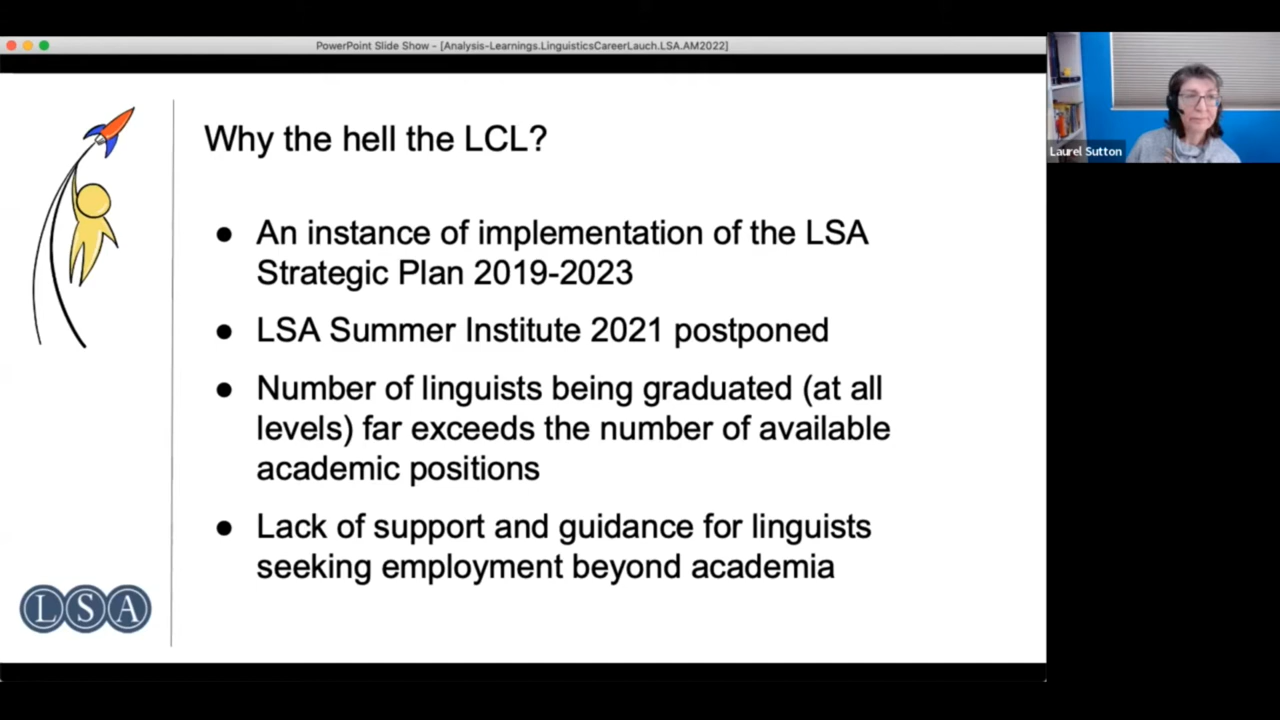 PowerPoint Slide Show - [Analysis-Learnings.LinguisticsCareerLauch.LSA.AM2022]
Why the hell the LCL?
● An instance of implementation of the LSA
Strategic Plan 2019-2023
● LSA Summer Institute 2021 postponed
● Number of linguists being graduated (at all
levels) far exceeds the number of available
academic positions
● Lack of support and guidance for linguists
seeking employment beyond academia
LSA
Laurel Sutton